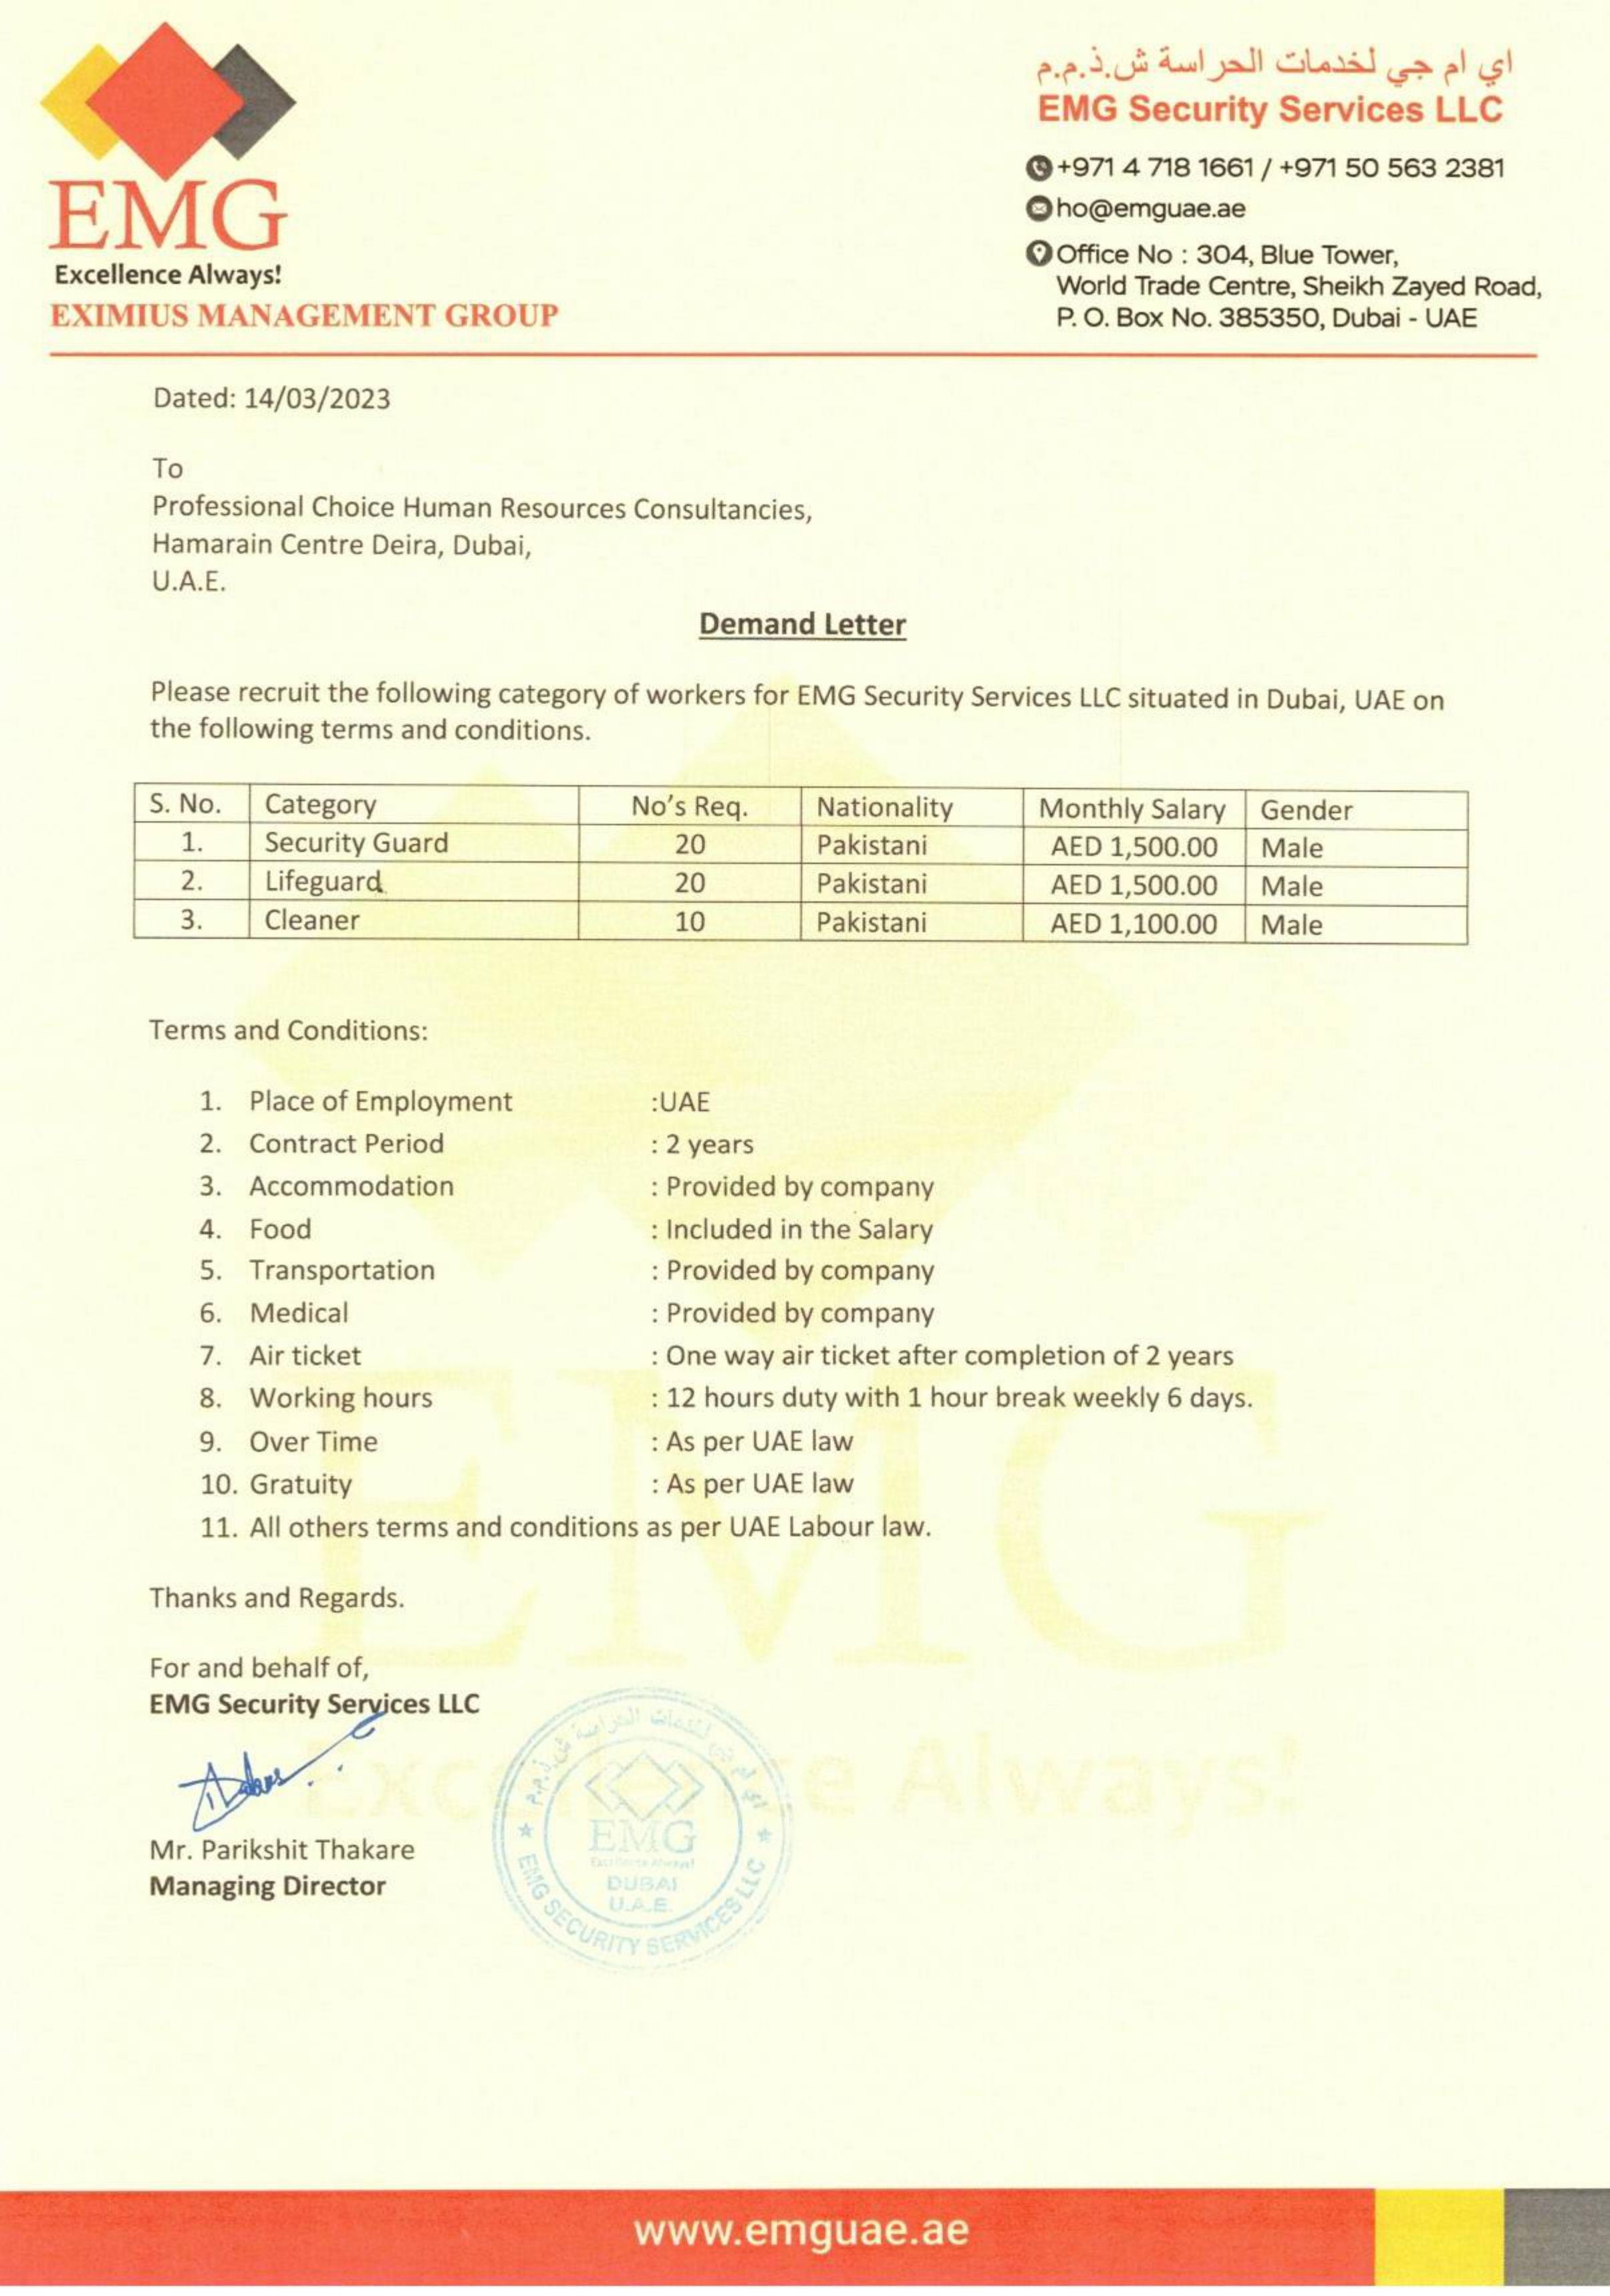 EMG
Excellence Always!
EXIMIUS MANAGEMENT GROUP
اي ام جي لخدمات الحراسة ش.ذ.م.م
EMG Security Services LLC
+971 4 718 1661 / +971 50 563 2381
ho@emguae.ae
Office No : 304, Blue Tower,
World Trade Centre, Sheikh Zayed Road,
P. O. Box No. 385350, Dubai - UAE
Dated: 14/03/2023
To
Professional Choice Human Resources Consultancies,
Hamarain Centre Deira, Dubai,
U.A.E.
Demand Letter
Please recruit the following category of workers for EMG Security Services LLC situated in Dubai, UAE on
the following terms and conditions.
S. No. Category No's Req. Nationality Monthly Salary Gender
1. Security Guard 20 Pakistani AED 1,500.00 Male
2. Lifeguard 20 Pakistani AED 1,500.00 Male
3. Cleaner 10 Pakistani AED 1,100.00 Male
Terms and Conditions:
1. Place of Employment :UAE
2. Contract Period : 2 years
3. Accommodation : Provided by company
4. Food : Included in the Salary
5. Transportation : Provided by company
6. Medical : Provided by company
7. Air ticket : One way air ticket after completion of 2 years
8. Working hours : 12 hours duty with 1 hour break weekly 6 days.
9. Over Time : As per UAE law
10. Gratuity : As per UAE law
11. All others terms and conditions as per UAE Labour law.
Thanks and Regards.
For and behalf of,
EMG Security Services LLC
Mr. Parikshit Thakare
Managing Director
اي ام جي لخدمات الحراسة ش.ذ.م.م
EMG
Excellence Always!
DUBAI
U.A.E.
EMG SECURITY SERVICES LLC
EMG
Excellence Always!
www.emguae.ae